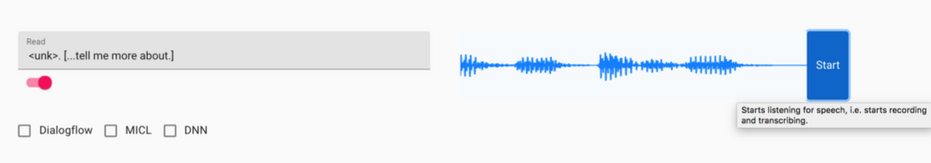 Read
<unk>. [...tell me more about.]
Start
Starts listening for speech, i.e. starts recording
and transcribing.
Dialogflow MICL DNN